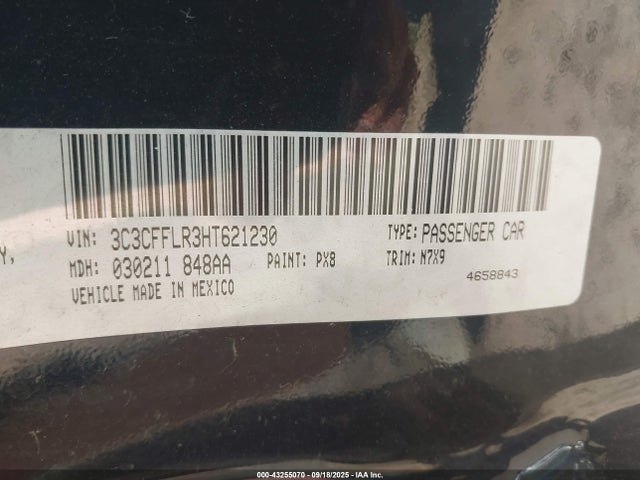 VIN: 3C3CFFLR3HT621230 TYPE: PASSENGER CAR
Y, MDH: 030211 848AA PAINT: PX8 TRIM: N7X9
VEHICLE MADE IN MEXICO 4658843
000-43255070 - 09/18/2025 - IAA Inc.